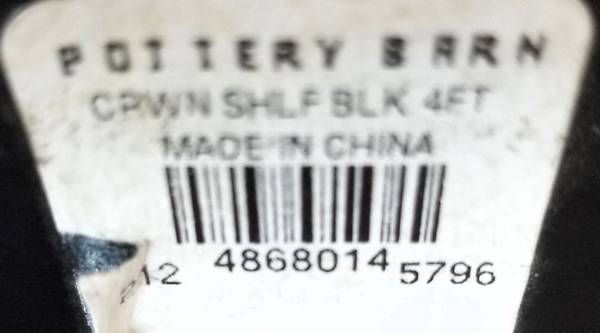 POTTERY BARN
CRWN SHLF BLK 4FT
MADE IN CHINA
212 4868014 5796